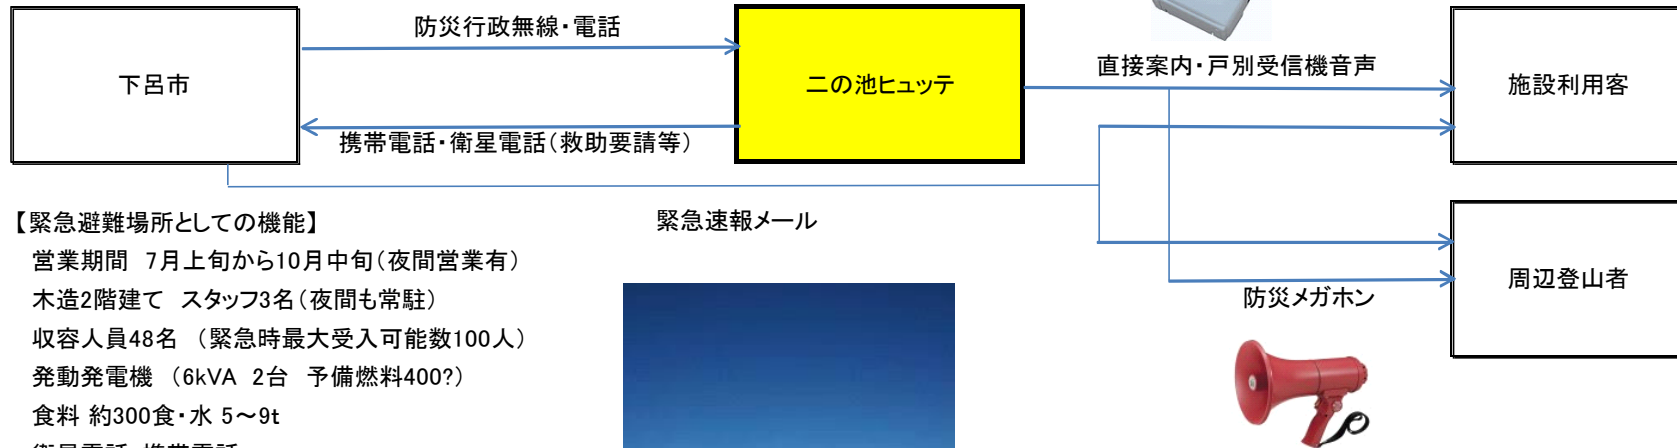 防災行政無線・電話
下呂市
二の池ヒュッテ
直接案内・戸別受信機音声
施設利用客
携帯電話・衛星電話(救助要請等)
【緊急避難場所としての機能】
緊急速報メール
営業期間 7月上旬から10月中旬(夜間営業有)
木造2階建て スタッフ3名(夜間も常駐)
周辺登山者
防災メガホン
収容人員48名 (緊急時最大受入可能数100人)
発動発電機 (6kVA 2台 予備燃料400?)
食料 約300食・水 5～9t